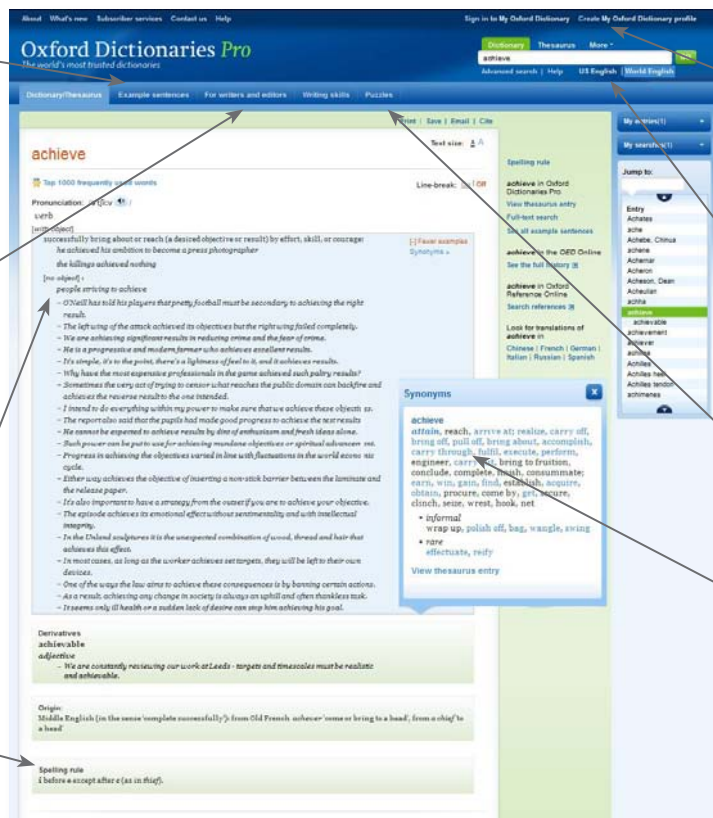 About What's new Subscriber services Contact us Help
Sign in to My Oxford Dictionary Create My Oxford Dictionary profile
Oxford Dictionaries Pro
The world's most trusted dictionaries
Dictionary Thesaurus More
achieve
Advanced search | Help US English | World English
Dictionary/Thesaurus Example sentences For writers and editors Writing skills Puzzles
Print | Save | Email | Cite
achieve
Text size: A A
Top 1000 frequently used words
Line-break: Off
Pronunciation:
verb
[with object]
successfully bring about or reach (a desired objective or result) by effort, skill, or courage:
he achieved his ambition to become a press photographer
the killings achieved nothing
[-] Fewer examples
Synonyms
[no object]:
people striving to achieve
– O'Neill has told his players that pretty football must be secondary to achieving the right
result.
– The left wing of the attack achieved its objectives but the right wing failed completely.
– We are achieving significant results in reducing crime and the fear of crime.
– He is a progressive and modern farmer who achieves excellent results.
– It's simple, it's to the point, there's a lightness of feel to it, and it achieves results.
– Why have the most expensive professionals in the game achieved such paltry results?
– Sometimes the very act of trying to censor what reaches the public domain can backfire and
achieves the reverse result to the one intended.
– I intend to do everything within my power to make sure that we achieve these
– The report also said that the pupils had made good progress to achieve the test results
– He cannot be expected to achieve results by dint of enthusiasm and fresh ideas alone.
– Such power can be put to use for achieving mundane objectives or spiritual
– Progress in achieving the objectives varied in line with fluctuations in the world
cycle.
– Either way achieves the objective of inserting a non-stick barrier between the laminate and
the release paper.
– It's also important to have a strategy from the outset if you are to achieve your objective.
– The episode achieves its emotional effect without sentimentality and with intellectual
integrity.
– In the Unland sculptures it is the unexpected combination of wood, thread and hair that
achieves this effect.
– In most cases, as long as the worker achieves set targets, they will be left to their own
devices.
– One of the ways the law aims to achieve these consequences is by banning certain actions.
– As a result, achieving any change in society is always an uphill and often thankless task.
– It seems only ill health or a sudden lack of desire can stop him achieving his goal.
Derivatives
achievable
adjective
– We are constantly reviewing our work at Leeds - targets and timescales must be realistic
and achievable.
Origin:
Middle English (in the sense 'complete successfully'): from Old French achever 'come or bring to a head', from a chief 'to
a head'
Spelling rule
i before e except after c (as in thief).
Spelling rule
achieve in Oxford
Dictionaries Pro
View thesaurus entry
Full-text search
See all example sentences
achieve in the OED Online
See the full history
achieve in Oxford
Reference Online
Search references
Look for translations of
achieve in
Chinese | French | German |
Italian | Russian | Spanish
Synonyms x
achieve
attain, reach, arrive at; realize, carry off,
bring off, pull off, bring about, accomplish,
carry through, fulfil, execute, perform,
engineer, carry out, bring to fruition,
conclude, complete, finish, consummate;
earn, win, gain, find, establish, acquire,
obtain, procure, come by, get, secure,
clinch, seize, wrest, hook, net
• informal
wrap up, polish off, bag, wangle, swing
• rare
effectuate, reify
View thesaurus entry
My entries(1)
My searches(1)
Jump to:
Entry
Achates
ache
Achebe, Chinua
achene
Achernar
Acheron
Acheson, Dean
Acheulian
achha
achieve
achievable
achievement
achiever
achillea
Achilles
Achilles heel
Achilles tendon
achimenes